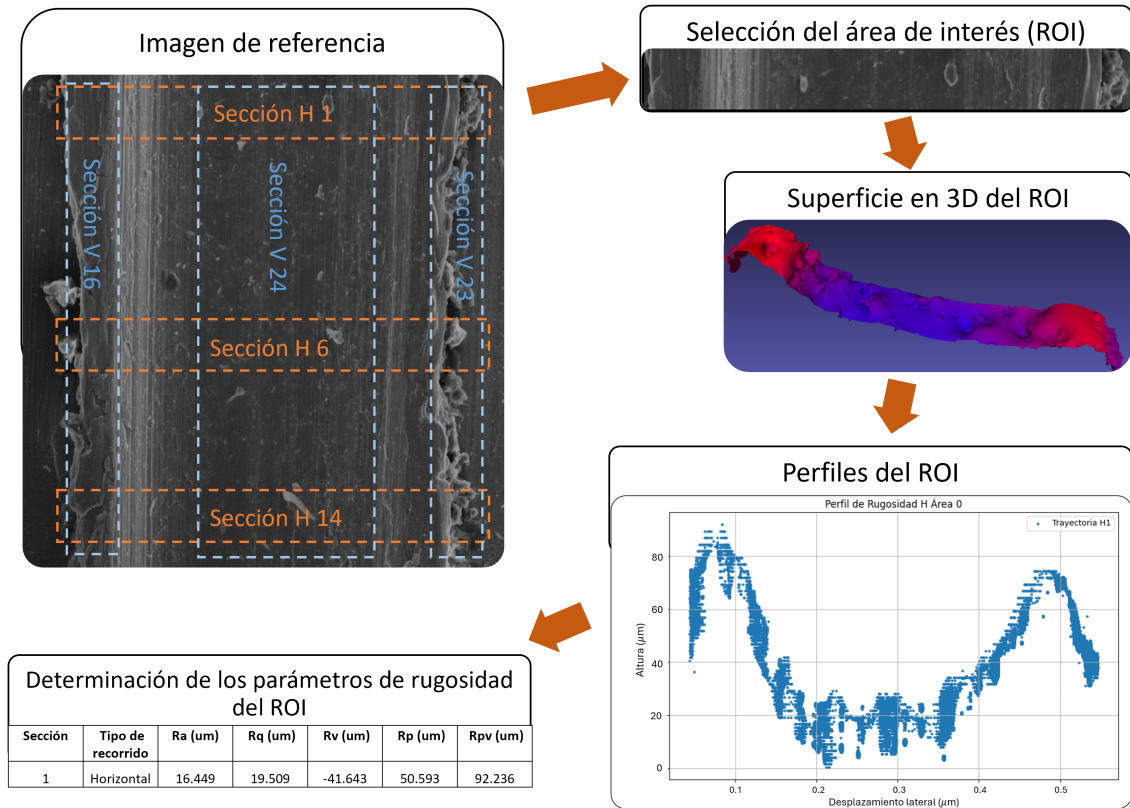 Imagen de referencia
Sección H 1
Sección V 16
Sección V 24
Sección V 23
Sección H 6
Sección H 14
Selección del área de interés (ROI)
Superficie en 3D del ROI
Perfiles del ROI
Perfil de Rugosidad H Área 0
Trayectoria H1
Altura (μm)
80
60
40
20
0
0.1 0.2 0.3 0.4 0.5
Desplazamiento lateral (μm)
Determinación de los parámetros de rugosidad
del ROI
Sección Tipo de recorrido Ra (um) Rq (um) Rv (um) Rp (um) Rpv (um)
1 Horizontal 16.449 19.509 -41.643 50.593 92.236